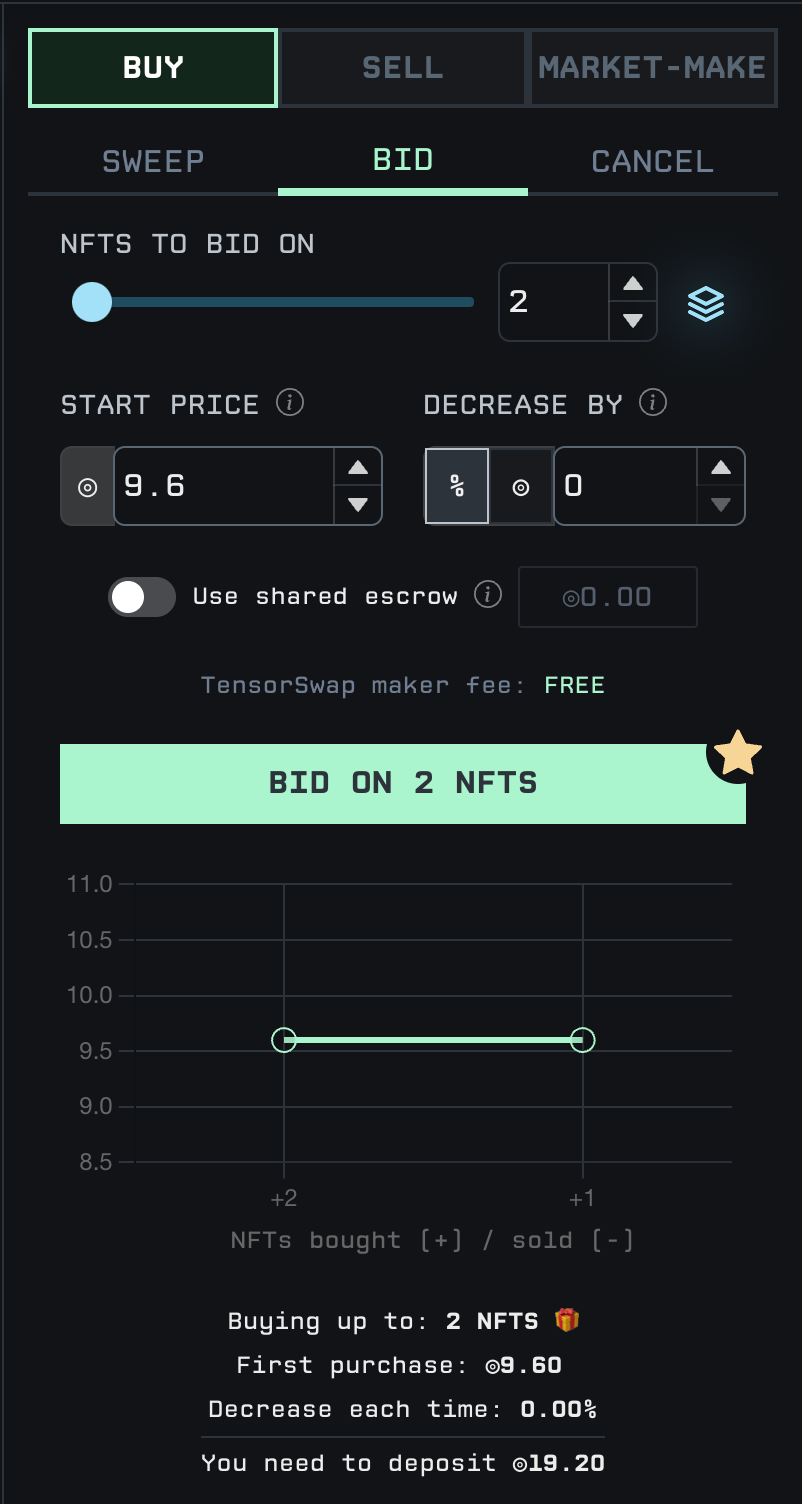 BUY SELL MARKET-MAKE
SWEEP BID CANCEL
NFTS TO BID ON
2
START PRICE DECREASE BY
◎ 9.6 % ◎ 0
Use shared escrow ◎0.00
TensorSwap maker fee: FREE
BID ON 2 NFTS
11.0
10.5
10.0
9.5
9.0
8.5
+2 +1
NFTs bought [+] / sold [-]
Buying up to: 2 NFTS 🎁
First purchase: ◎9.60
Decrease each time: 0.00%
You need to deposit ◎19.20